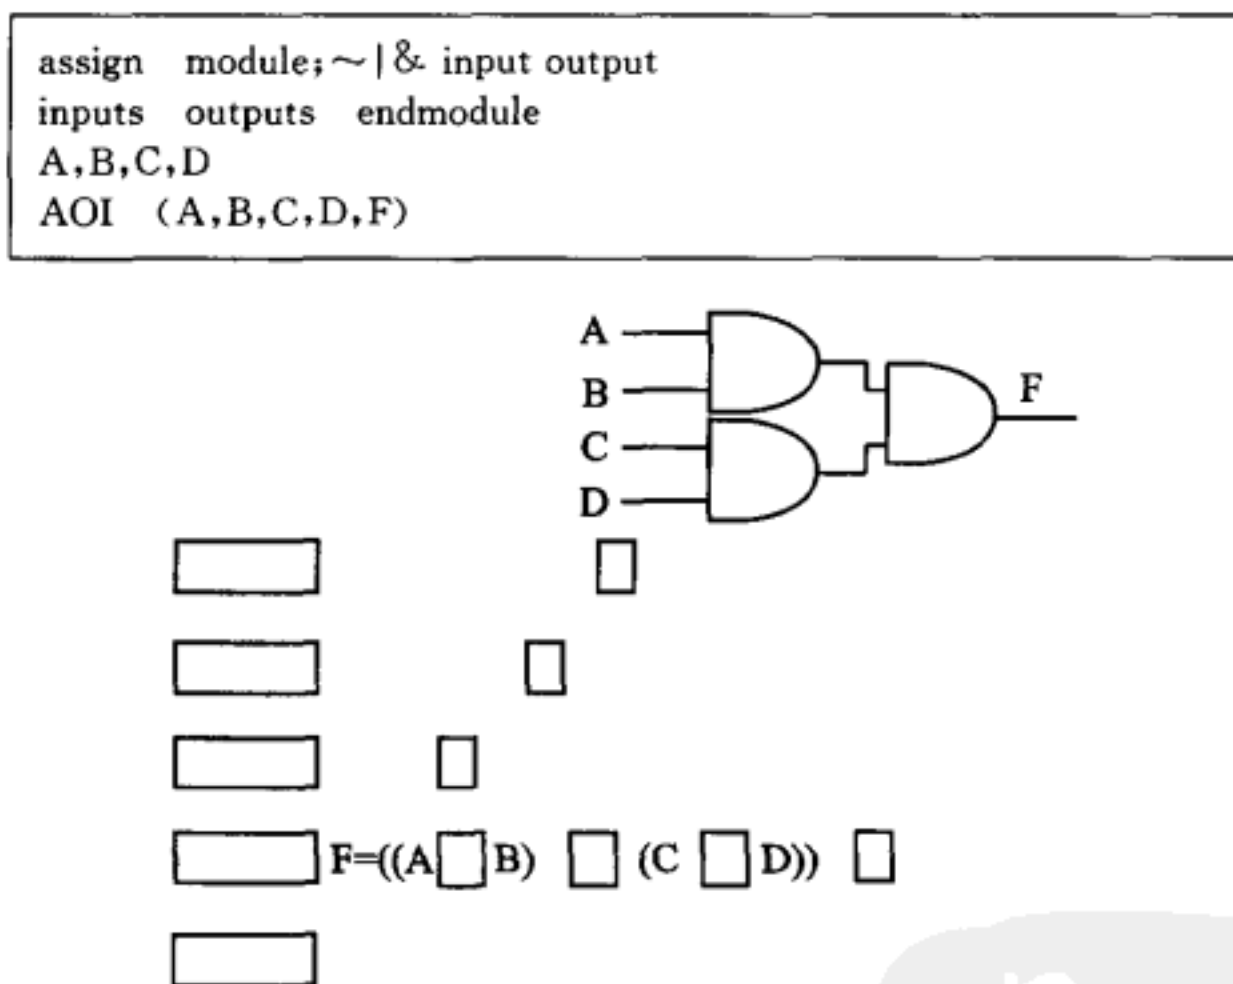 assign module;~|& input output
inputs outputs endmodule
A,B,C,D
AOI (A,B,C,D,F)
A
B
C
D
F
F=((A B) (C D))